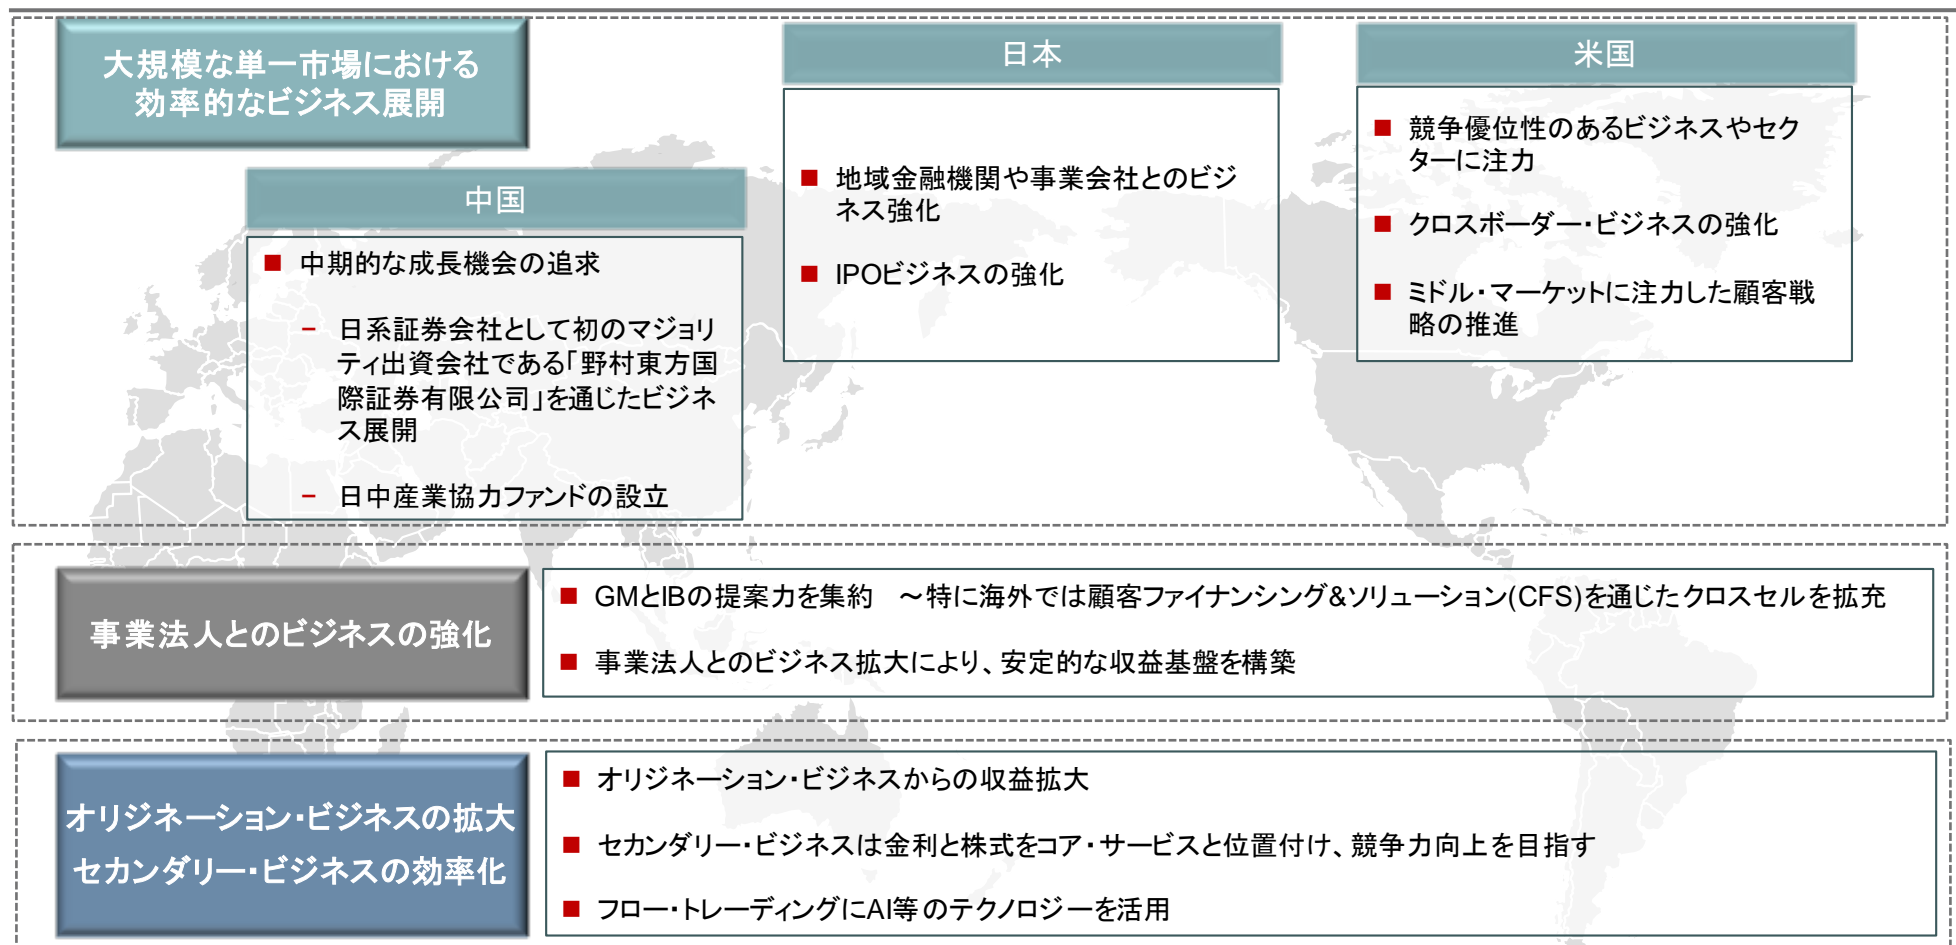 大規模な単一市場における
効率的なビジネス展開
中国
■ 中期的な成長機会の追求
− 日系証券会社として初のマジョリ
ティ出資会社である「野村東方国
際証券有限公司」を通じたビジネ
ス展開
− 日中産業協力ファンドの設立
日本
■ 地域金融機関や事業会社とのビジ
ネス強化
■ IPOビジネスの強化
米国
■ 競争優位性のあるビジネスやセク
ターに注力
■ クロスボーダー・ビジネスの強化
■ ミドル・マーケットに注力した顧客戦
略の推進
事業法人とのビジネスの強化
■ GMとIBの提案力を集約　～特に海外では顧客ファイナンシング&ソリューション(CFS)を通じたクロスセルを拡充
■ 事業法人とのビジネス拡大により、安定的な収益基盤を構築
オリジネーション・ビジネスの拡大
セカンダリー・ビジネスの効率化
■ オリジネーション・ビジネスからの収益拡大
■ セカンダリー・ビジネスは金利と株式をコア・サービスと位置付け、競争力向上を目指す
■ フロー・トレーディングにAI等のテクノロジーを活用